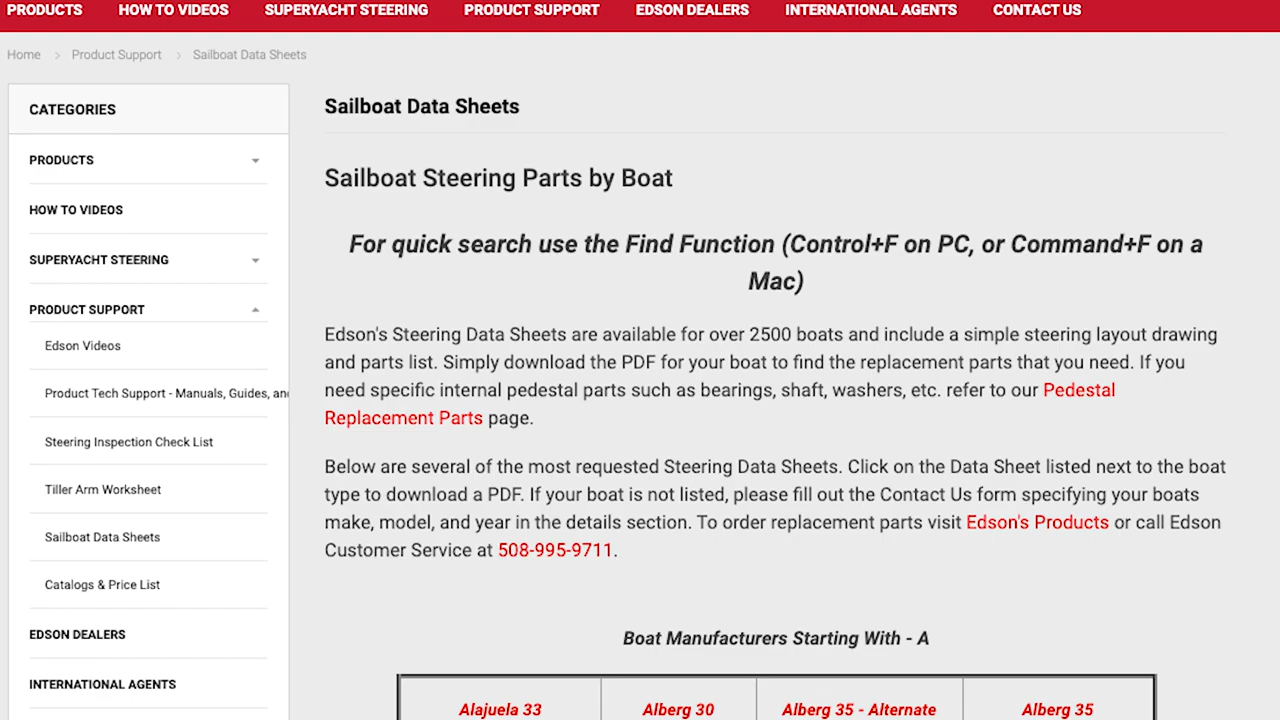 PRODUCTS HOW TO VIDEOS SUPERYACHT STEERING PRODUCT SUPPORT EDSON DEALERS INTERNATIONAL AGENTS CONTACT US
Home > Product Support > Sailboat Data Sheets
CATEGORIES
PRODUCTS
HOW TO VIDEOS
SUPERYACHT STEERING
PRODUCT SUPPORT
Edson Videos
Product Tech Support - Manuals, Guides, and
Steering Inspection Check List
Tiller Arm Worksheet
Sailboat Data Sheets
Catalogs & Price List
EDSON DEALERS
INTERNATIONAL AGENTS
Sailboat Data Sheets
Sailboat Steering Parts by Boat
For quick search use the Find Function (Control+F on PC, or Command+F on a
Mac)
Edson's Steering Data Sheets are available for over 2500 boats and include a simple steering layout drawing
and parts list. Simply download the PDF for your boat to find the replacement parts that you need. If you
need specific internal pedestal parts such as bearings, shaft, washers, etc. refer to our Pedestal
Replacement Parts page.
Below are several of the most requested Steering Data Sheets. Click on the Data Sheet listed next to the boat
type to download a PDF. If your boat is not listed, please fill out the Contact Us form specifying your boats
make, model, and year in the details section. To order replacement parts visit Edson's Products or call Edson
Customer Service at 508-995-9711.
Boat Manufacturers Starting With - A
Alajuela 33 Alberg 30 Alberg 35 - Alternate Alberg 35